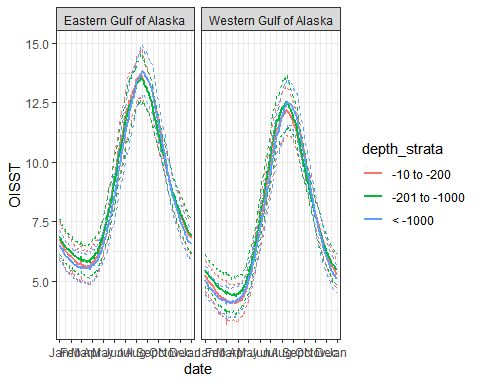 Eastern Gulf of Alaska
Western Gulf of Alaska
15.0
12.5
10.0
7.5
5.0
OISST
date
depth_strata
-10 to -200
-201 to -1000
< -1000